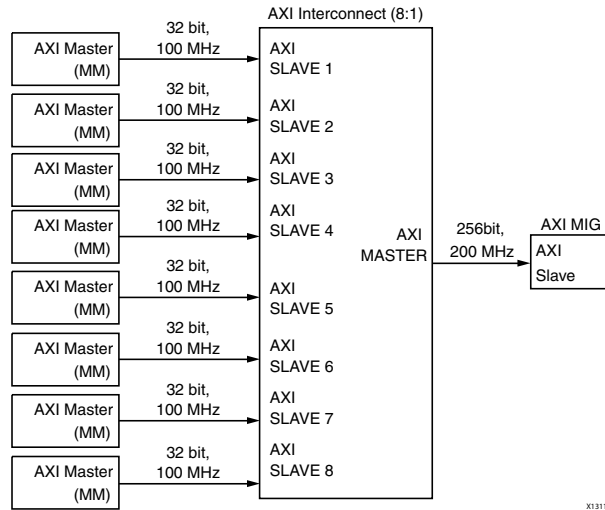 AXI Interconnect (8:1)
AXI Master
(MM)
32 bit,
100 MHz
AXI
SLAVE 1
AXI Master
(MM)
32 bit,
100 MHz
AXI
SLAVE 2
AXI Master
(MM)
32 bit,
100 MHz
AXI
SLAVE 3
AXI Master
(MM)
32 bit,
100 MHz
AXI
SLAVE 4
AXI
MASTER
256bit,
200 MHz
AXI MIG
AXI
Slave
AXI Master
(MM)
32 bit,
100 MHz
AXI
SLAVE 5
AXI Master
(MM)
32 bit,
100 MHz
AXI
SLAVE 6
AXI Master
(MM)
32 bit,
100 MHz
AXI
SLAVE 7
AXI Master
(MM)
32 bit,
100 MHz
AXI
SLAVE 8